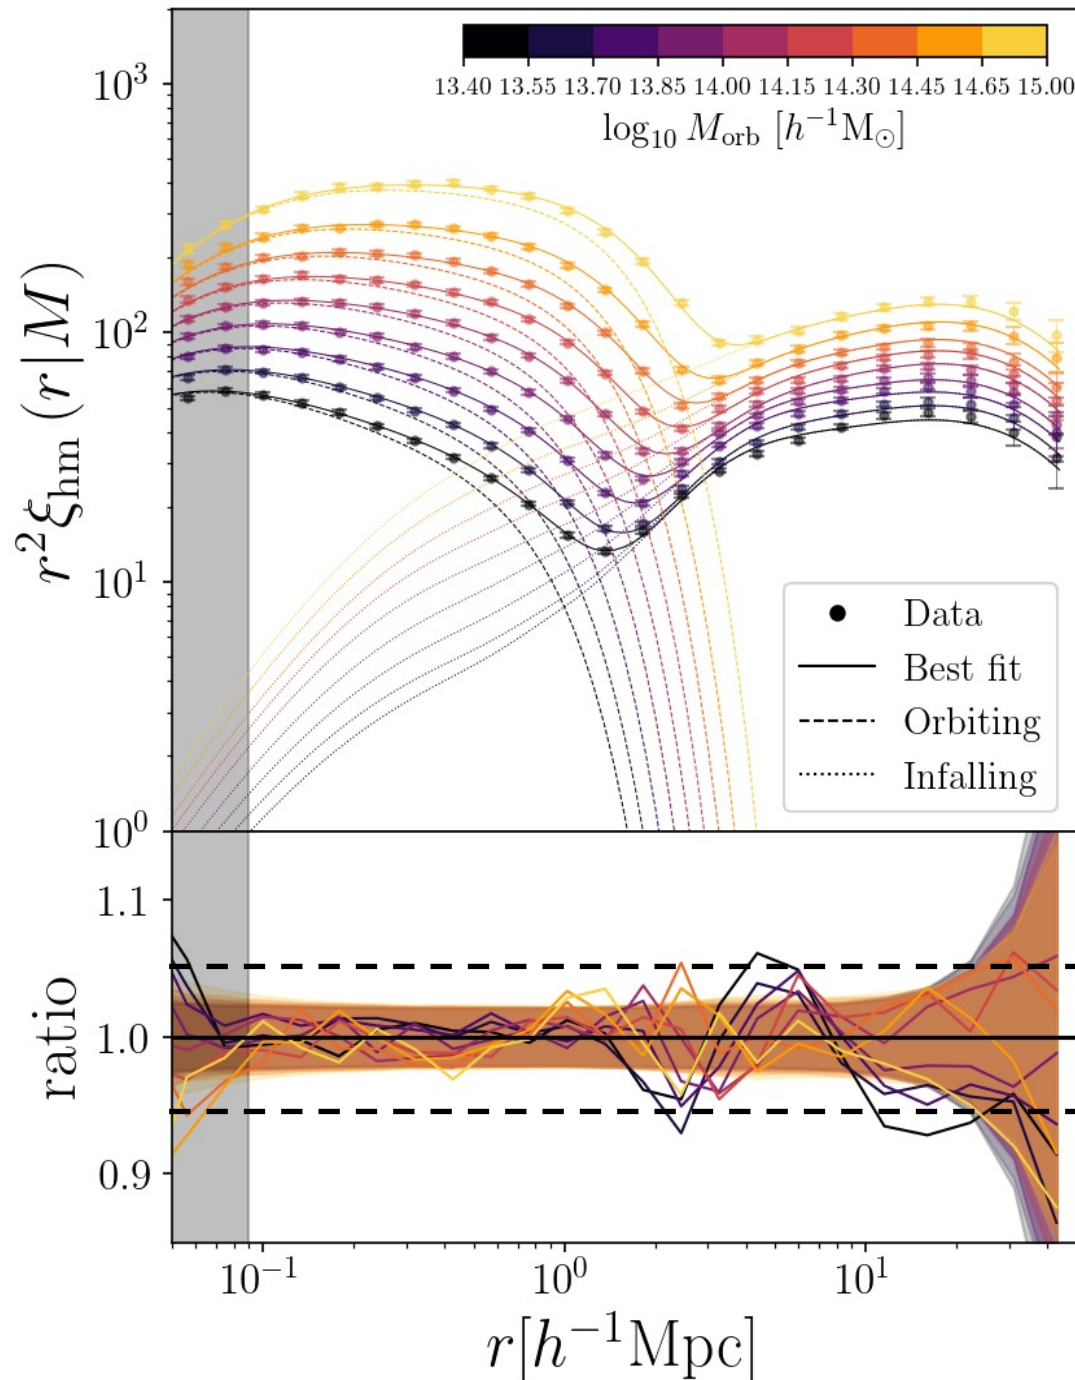 13.40 13.55 13.70 13.85 14.00 14.15 14.30 14.45 14.65 15.00
log₁₀ M_orb [h⁻¹M_⊙]
10³
10²
10¹
10⁰
r²ξ_hm (r|M)
Data
Best fit
Orbiting
Infalling
1.1
1.0
0.9
ratio
10⁻¹ 10⁰ 10¹
r[h⁻¹Mpc]